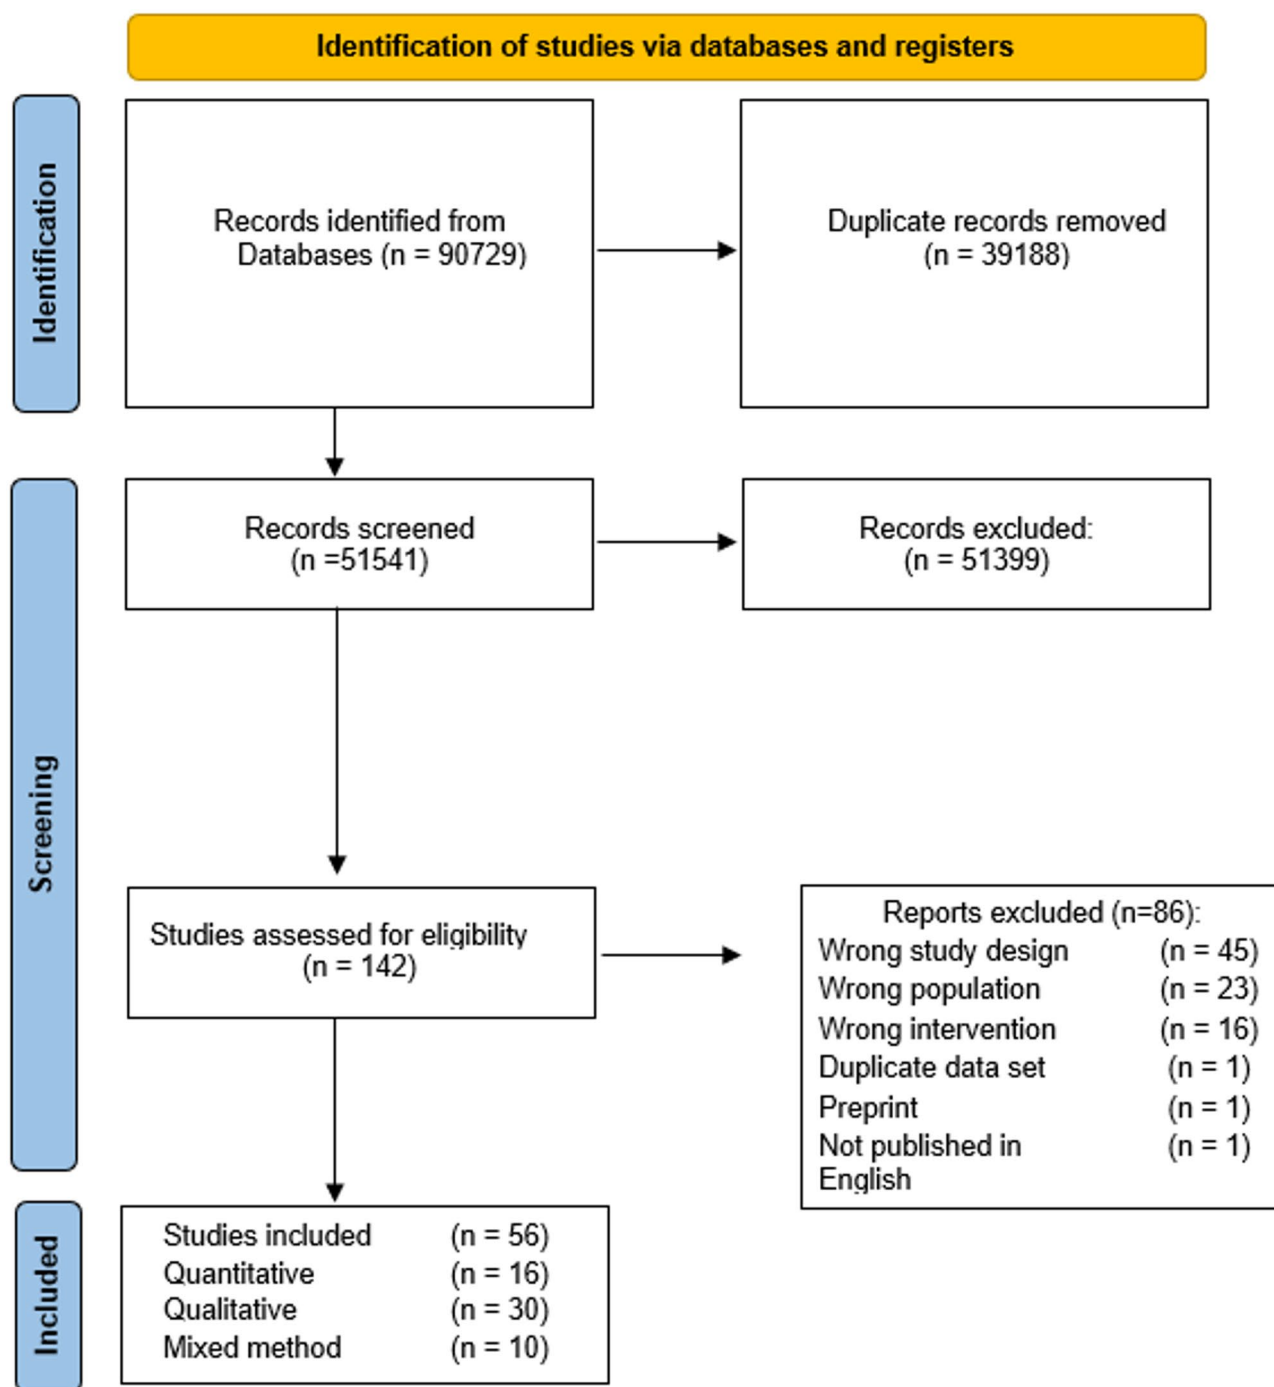 Identification of studies via databases and registers
Identification
Records identified from
Databases (n = 90729)
Duplicate records removed
(n = 39188)
Screening
Records screened
(n =51541)
Records excluded:
(n = 51399)
Studies assessed for eligibility
(n = 142)
Reports excluded (n=86):
Wrong study design (n = 45)
Wrong population (n = 23)
Wrong intervention (n = 16)
Duplicate data set (n = 1)
Preprint (n = 1)
Not published in (n = 1)
English
Included
Studies included (n = 56)
Quantitative (n = 16)
Qualitative (n = 30)
Mixed method (n = 10)